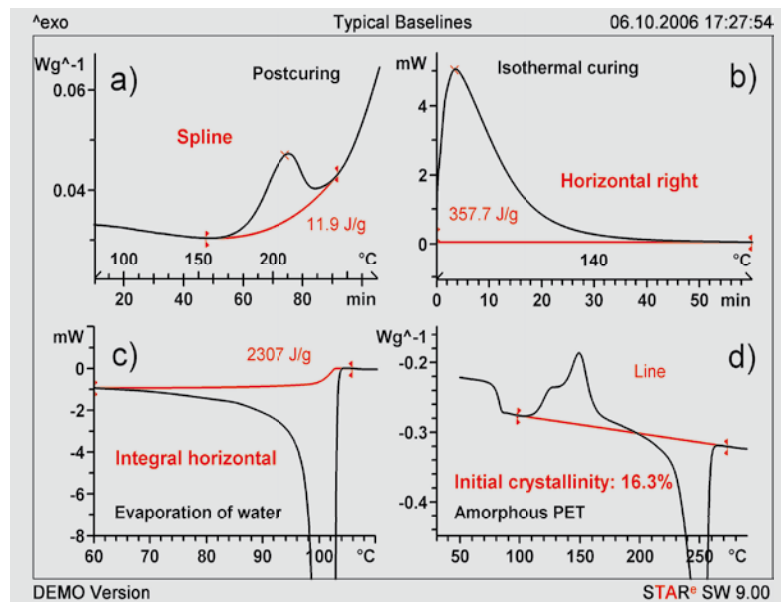 ^exo Typical Baselines 06.10.2006 17:27:54
Wg^-1 a) Postcuring
0.06
Spline
0.04
11.9 J/g
100 150 200 °C
20 40 60 80 min
mW Isothermal curing b)
4
2
Horizontal right
357.7 J/g
0
140 °C
0 10 20 30 40 50 min
mW c) 2307 J/g
0
-2
-4
Integral horizontal
-6
Evaporation of water
-8
60 70 80 90 100 °C
Wg^-1 d)
-0.2
Line
-0.3
Initial crystallinity: 16.3%
-0.4
Amorphous PET
50 100 150 200 250 °C
DEMO Version STARe SW 9.00